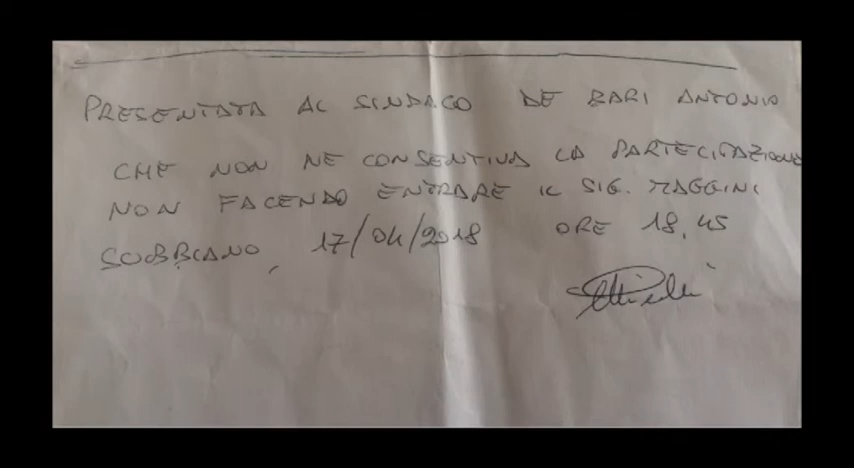 PRESENTATA AL SINDACO DE BARI ANTONIO
CHE NON NE CONSENTIVA LA PARTECIPAZIONE
NON FACENDO ENTRARE IL SIG. MAGGINI
SUBBIANO, 17/04/2018 ORE 18,45